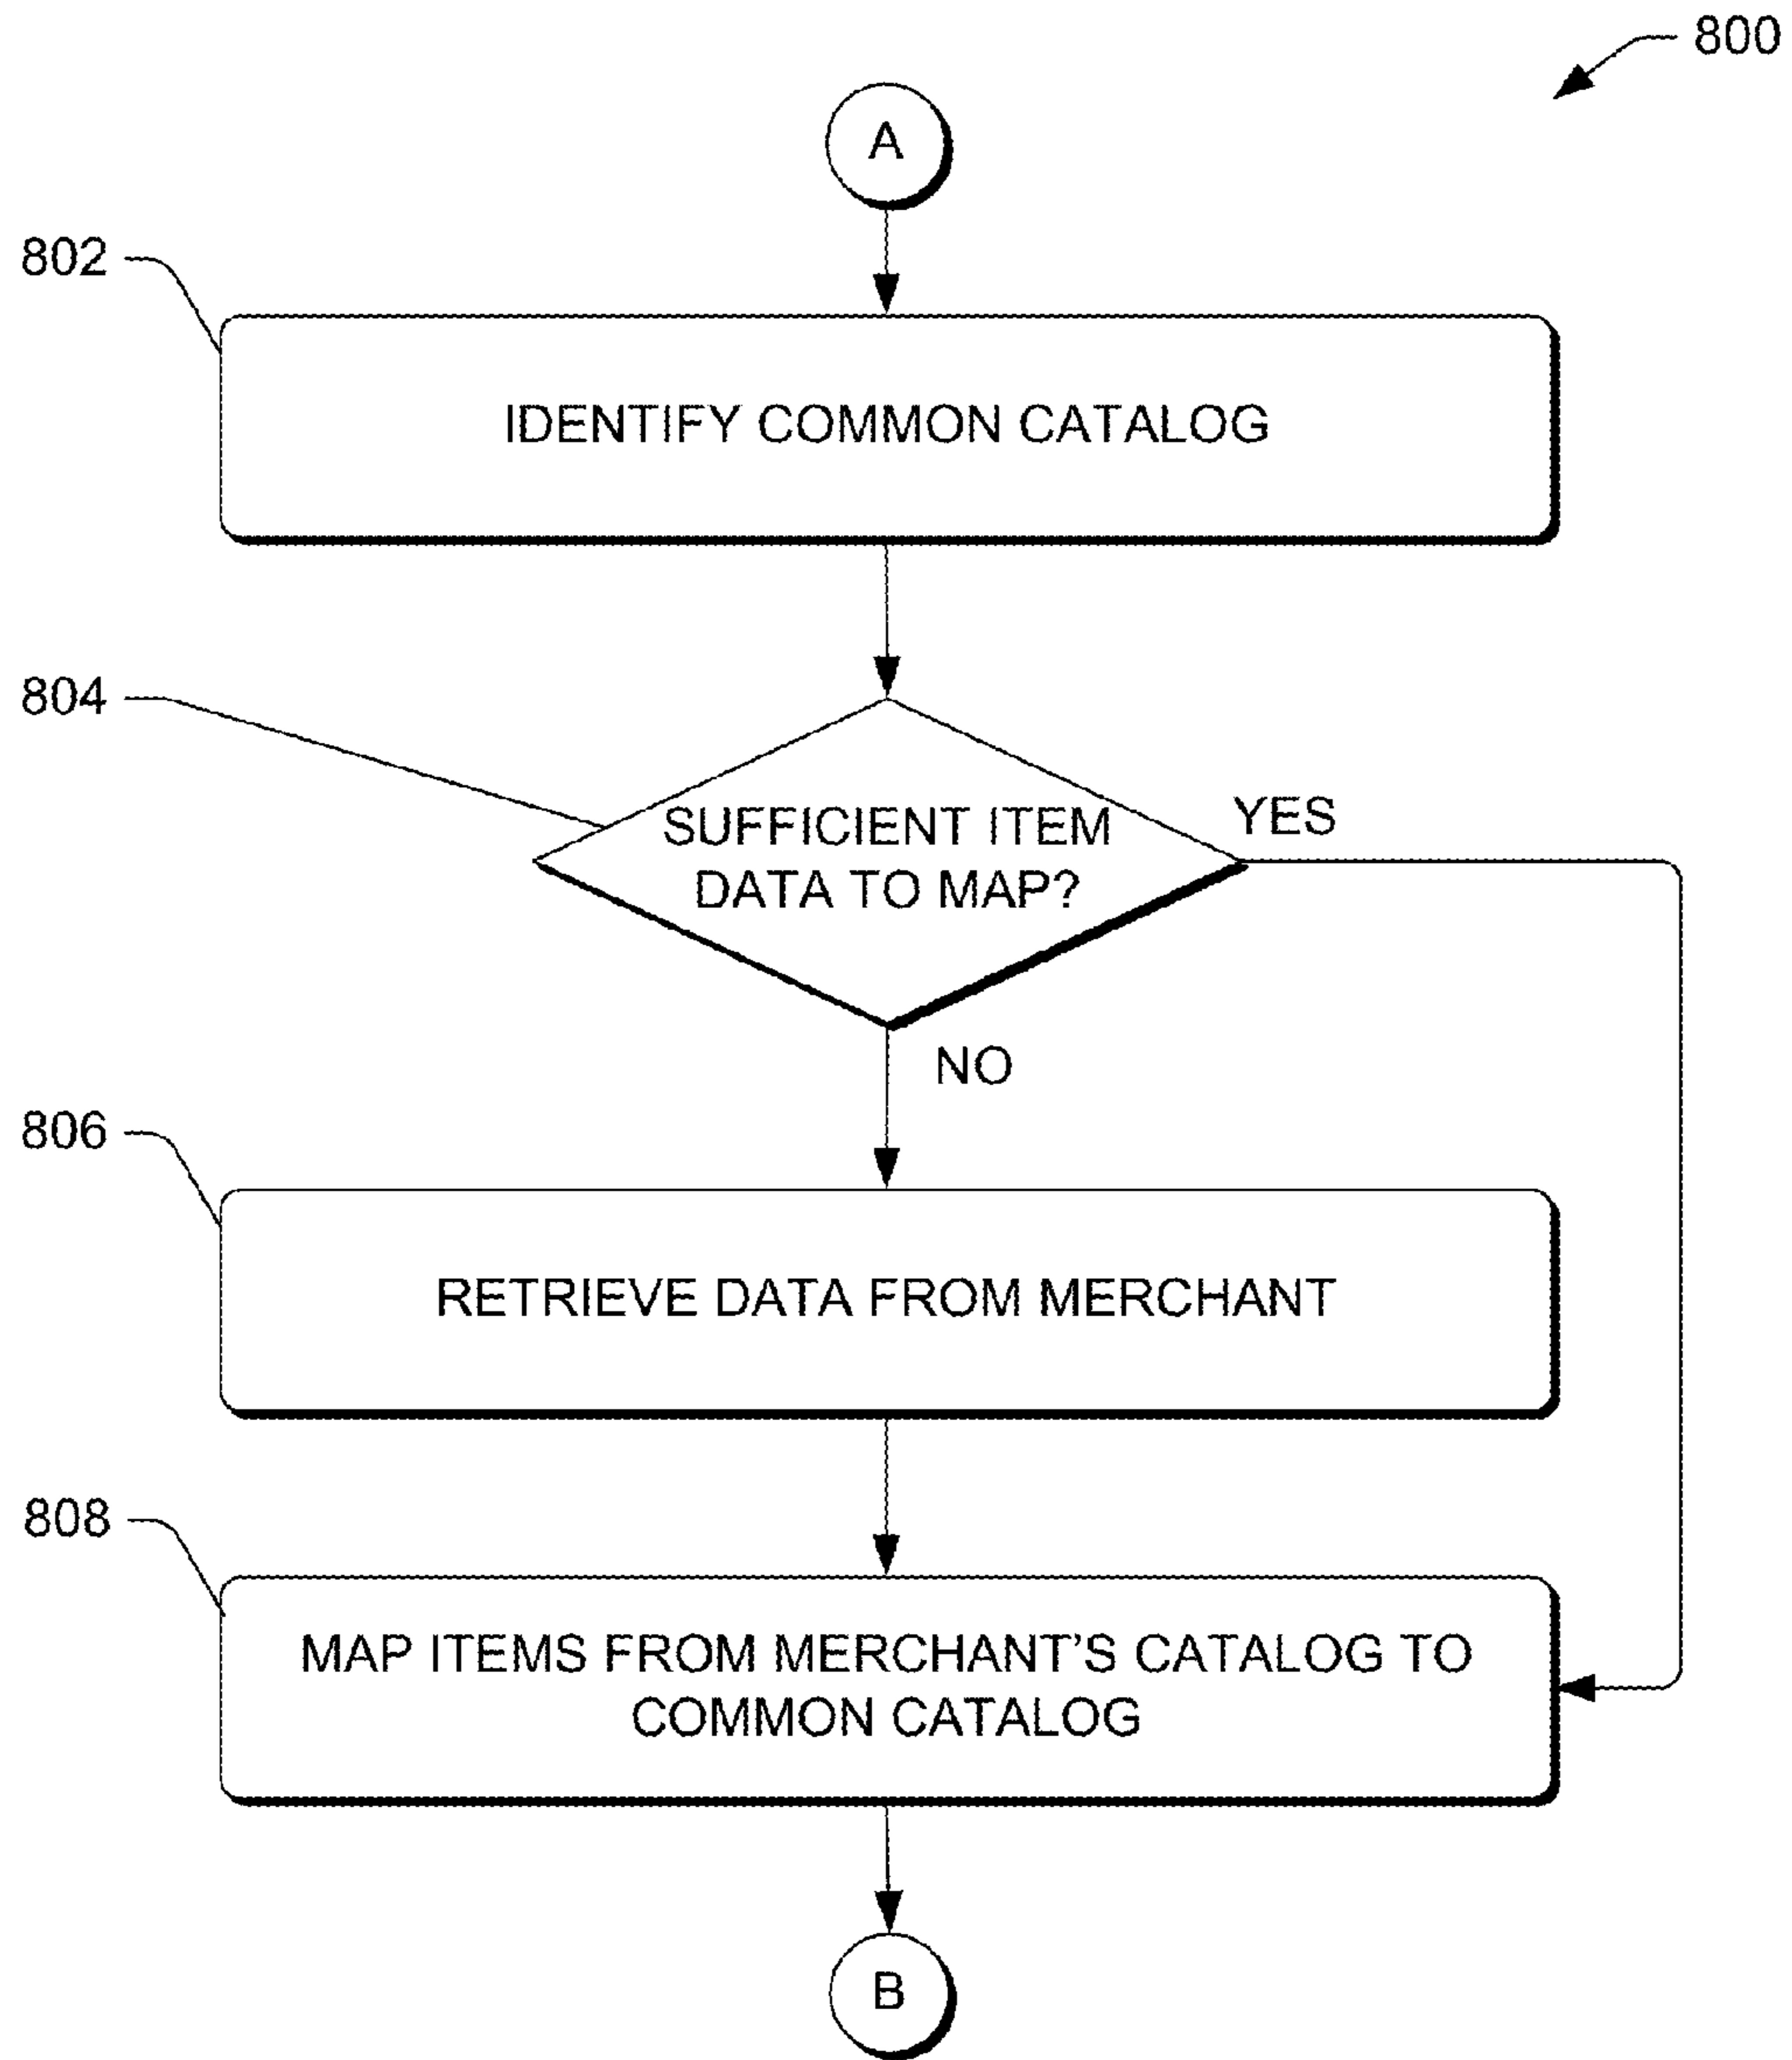 800
A
802
IDENTIFY COMMON CATALOG
804
SUFFICIENT ITEM
DATA TO MAP?
YES
NO
806
RETRIEVE DATA FROM MERCHANT
808
MAP ITEMS FROM MERCHANT'S CATALOG TO
COMMON CATALOG
B